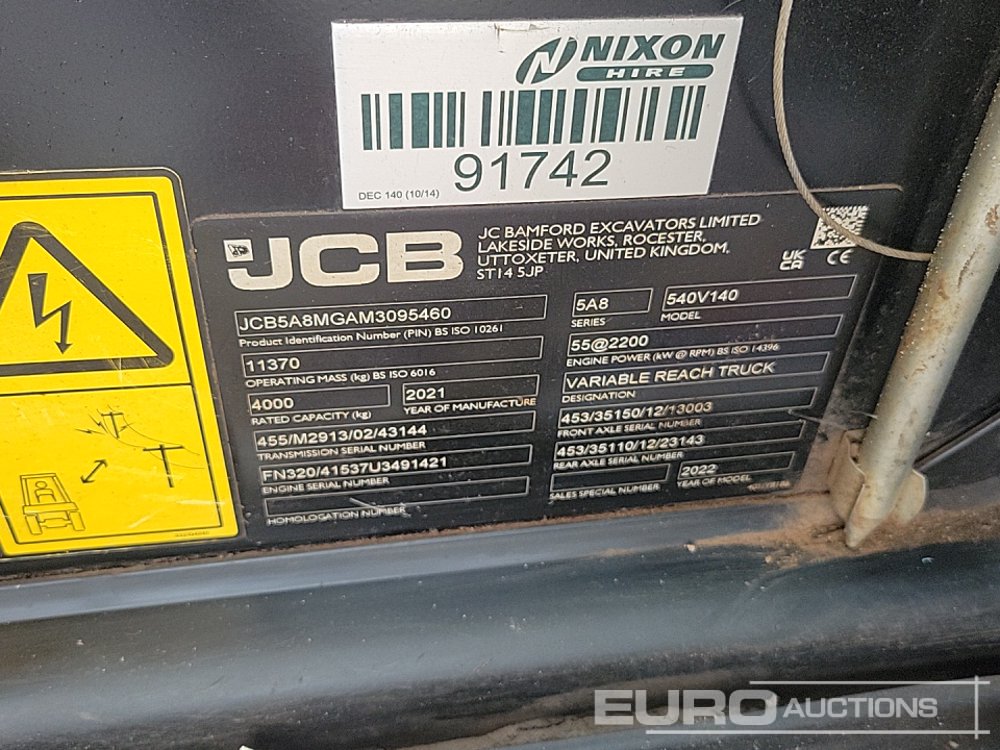 NIXON
HIRE
91742
DEC 140 (10/14)
JCB
JC BAMFORD EXCAVATORS LIMITED
LAKESIDE WORKS, ROCESTER,
UTTOXETER, UNITED KINGDOM.
ST14 5JP
UK
CA
CE
JCB5A8MGAM3095460
Product Identification Number (PIN) BS ISO 10261
11370
OPERATING MASS (kg) BS ISO 6016
4000
RATED CAPACITY (kg)
2021
YEAR OF MANUFACTURE
455/M2913/02/43144
TRANSMISSION SERIAL NUMBER
FN320/41537U3491421
ENGINE SERIAL NUMBER
HOMOLOGATION NUMBER
5A8
SERIES
540V140
MODEL
55@2200
ENGINE POWER (kW @ RPM) BS ISO 14396
VARIABLE REACH TRUCK
DESIGNATION
453/35150/12/13003
FRONT AXLE SERIAL NUMBER
453/35110/12/23143
REAR AXLE SERIAL NUMBER
SALES SPECIAL NUMBER
2022
YEAR OF MODEL
EURO AUCTIONS